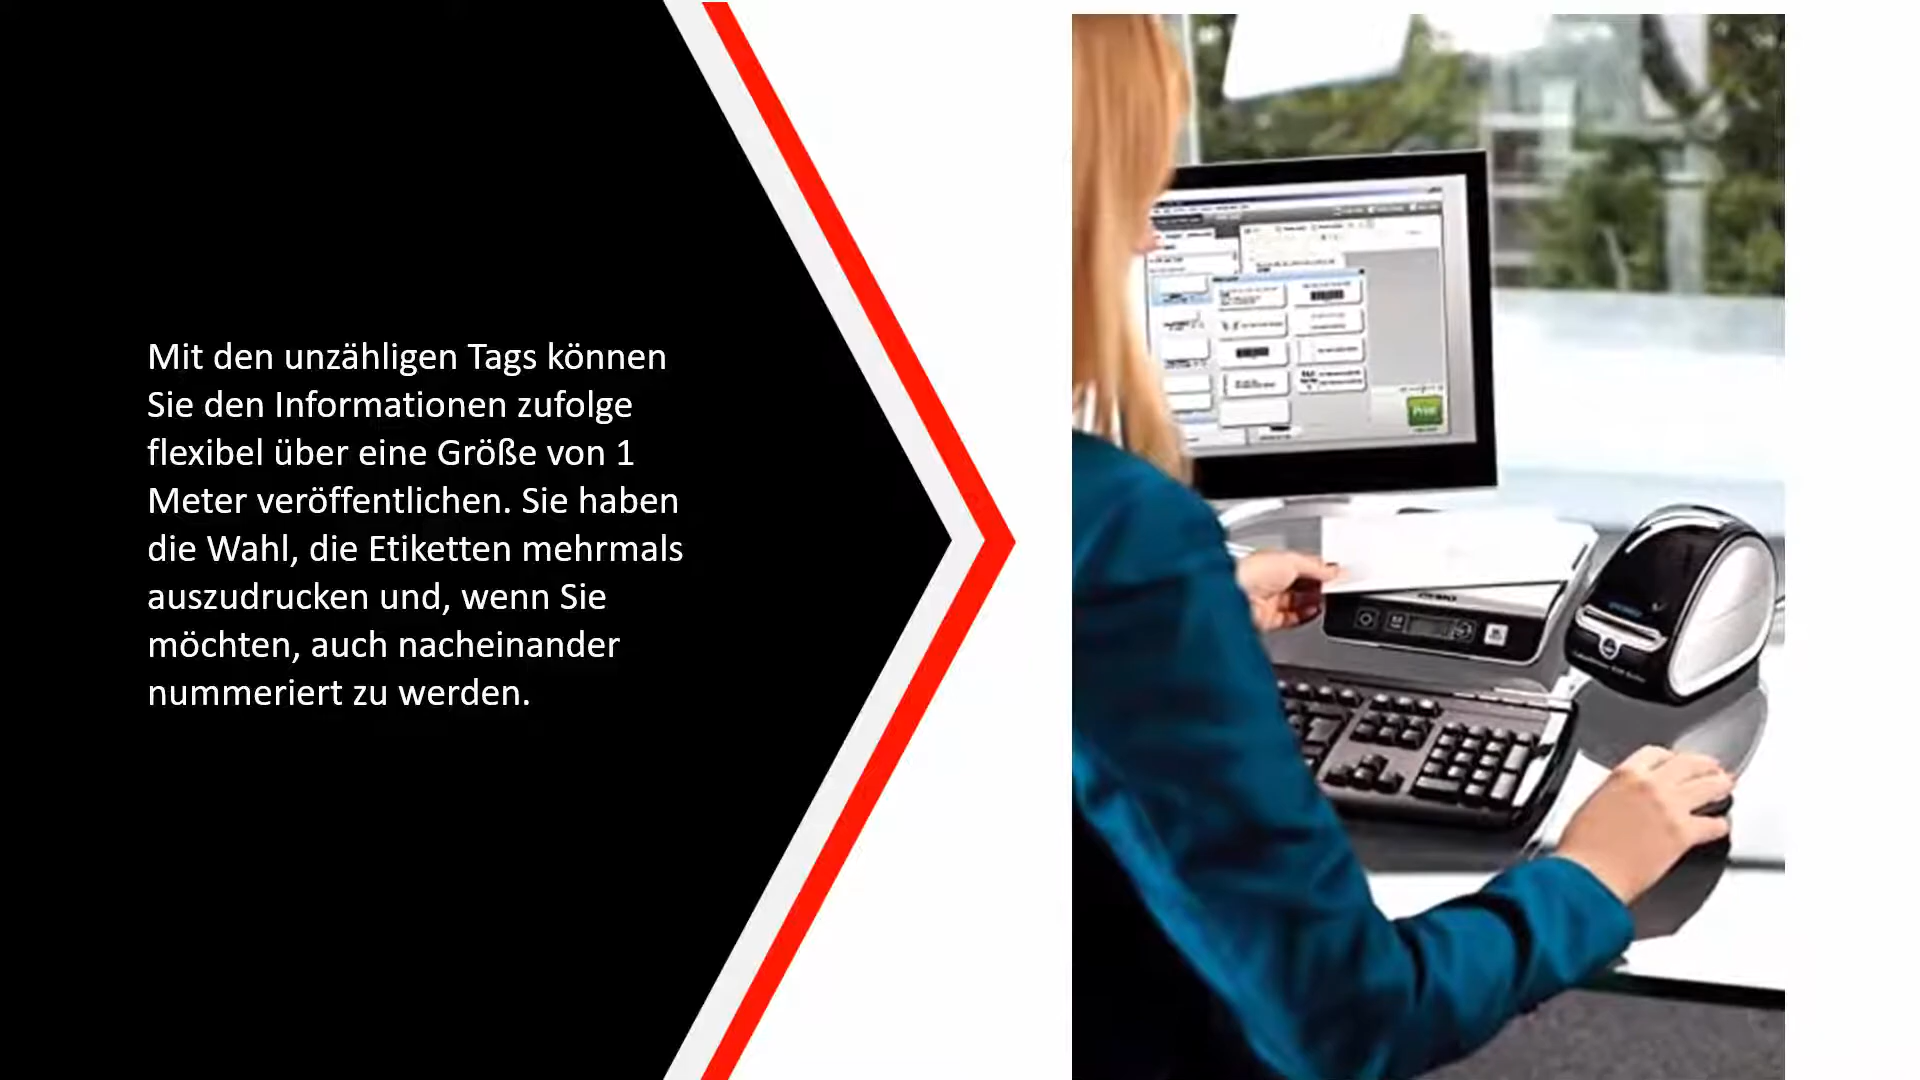 Mit den unzähligen Tags können
Sie den Informationen zufolge
flexibel über eine Größe von 1
Meter veröffentlichen. Sie haben
die Wahl, die Etiketten mehrmals
auszudrucken und, wenn Sie
möchten, auch nacheinander
nummeriert zu werden.
Print